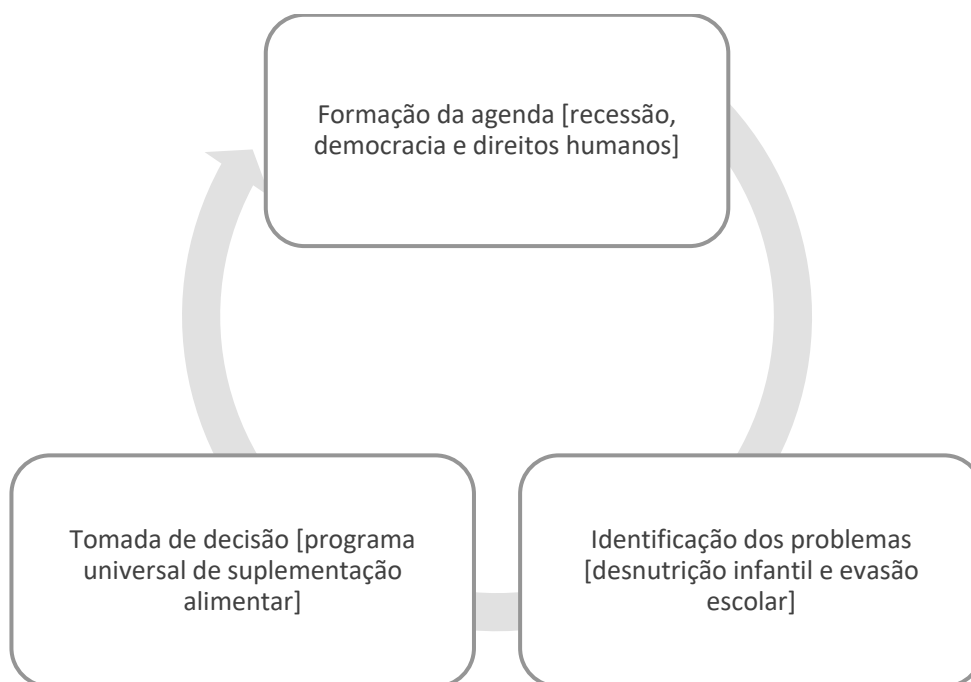 Formação da agenda [recessão,
democracia e direitos humanos]
Tomada de decisão [programa
universal de suplementação
alimentar]
Identificação dos problemas
[desnutrição infantil e evasão
escolar]